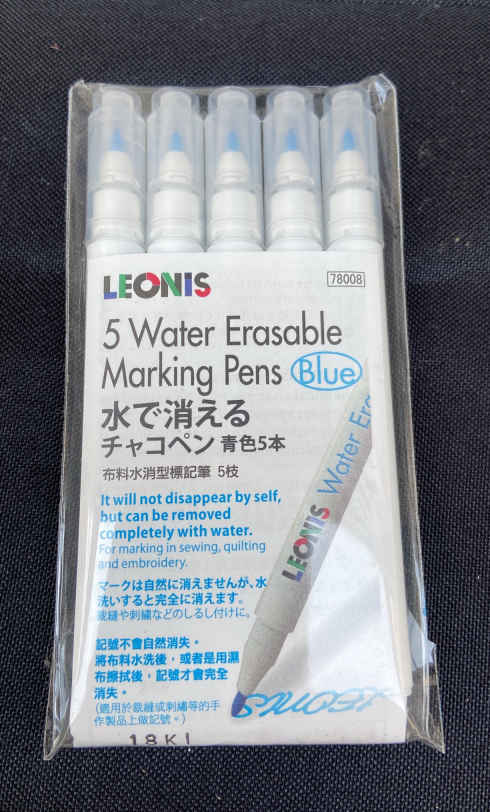 LEONIS
78008
5 Water Erasable
Marking Pens Blue
水で消える
チャコペン 青色5本
布料水消型標記筆 5枝
It will not disappear by self,
but can be removed
completely with water.
For marking in sewing, quilting
and embroidery.
マークは自然に消えませんが、水
洗いすると完全に消えます。
裁縫や刺繍などのしるし付けに。
記號不會自然消失。
將布料水洗後，或者是用濕
布擦拭後，記號才會完全
消失。
(適用於裁縫或刺繡等的手
作製品上做記號。)
LEONIS Water Era
LEONIS
18K1